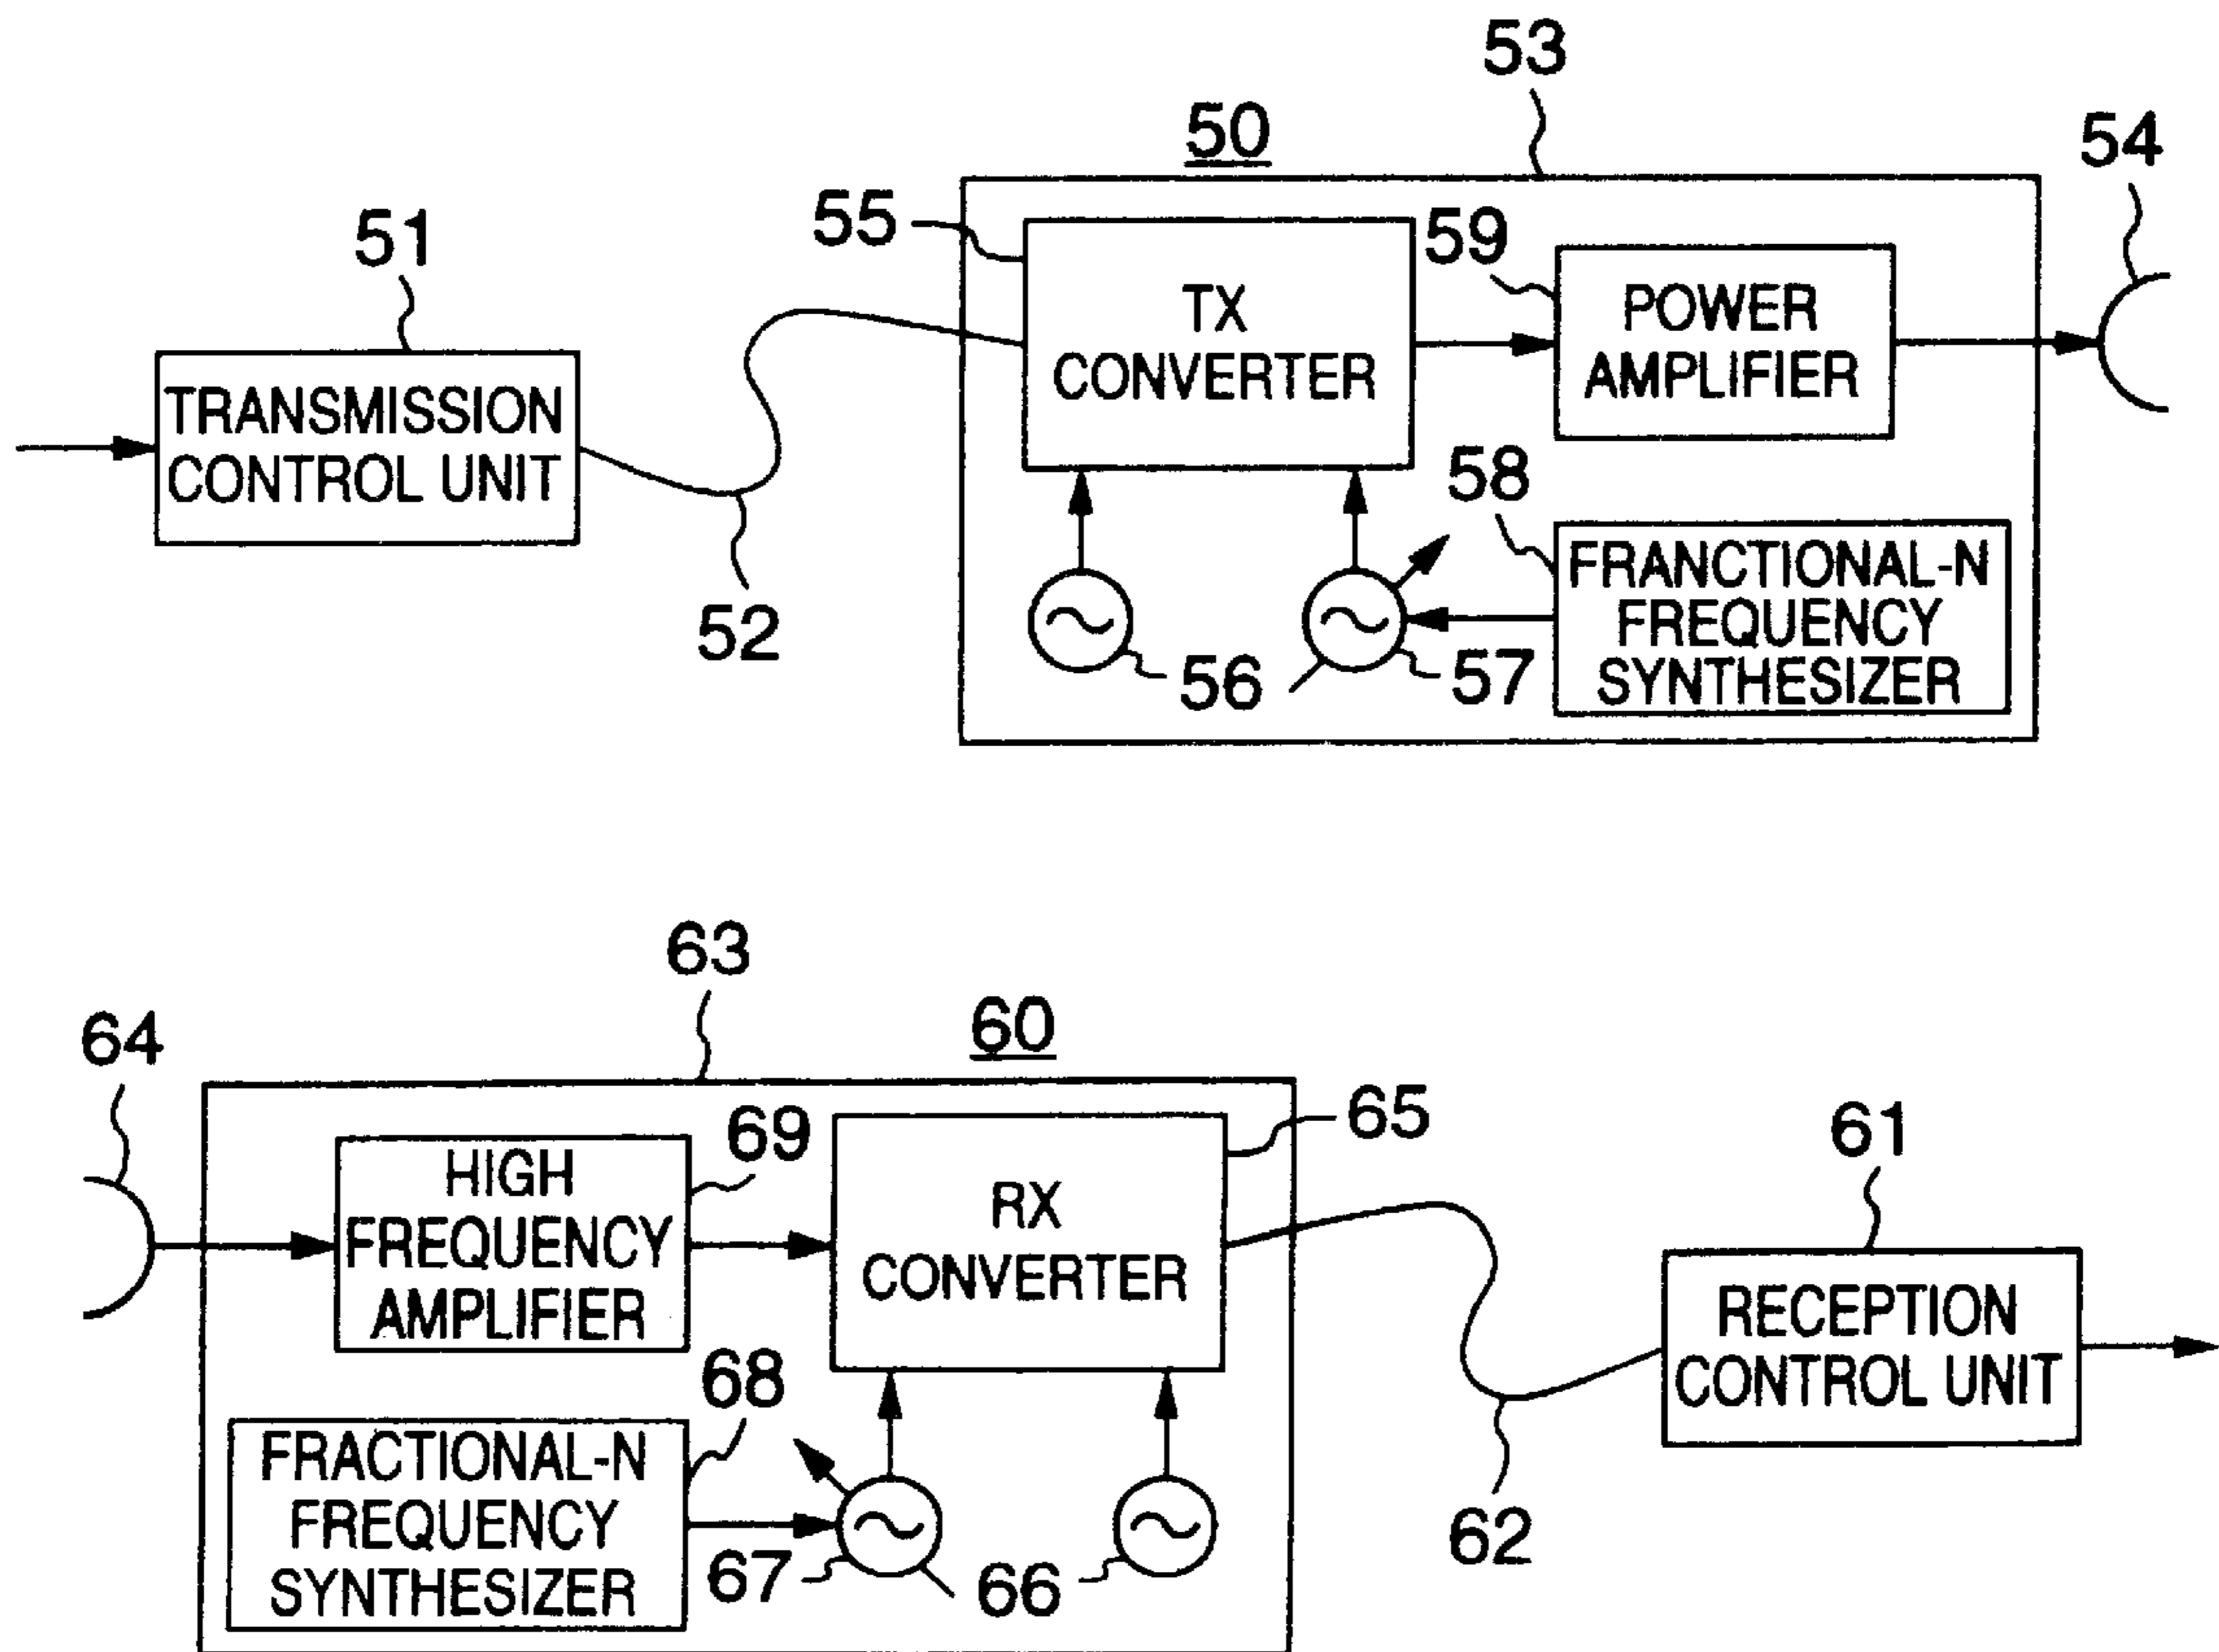 53
50
54
55
51
59
TX
CONVERTER
POWER
AMPLIFIER
TRANSMISSION
CONTROL UNIT
58
52
FRANCTIONAL-N
FREQUENCY
SYNTHESIZER
56
57
63
60
64
69
65
61
HIGH
FREQUENCY
AMPLIFIER
RX
CONVERTER
RECEPTION
CONTROL UNIT
68
FRACTIONAL-N
FREQUENCY
SYNTHESIZER
67
66
62